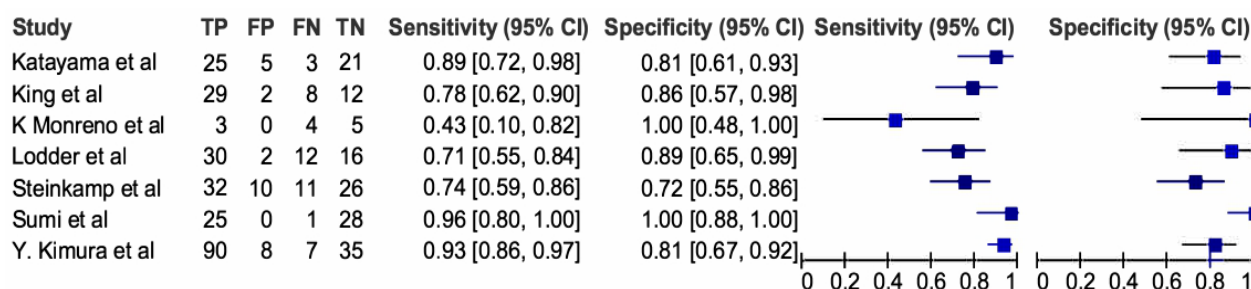 Study TP FP FN TN Sensitivity (95% CI) Specificity (95% CI) Sensitivity (95% CI) Specificity (95% CI)
Katayama et al 25 5 3 21 0.89 [0.72, 0.98] 0.81 [0.61, 0.93]
King et al 29 2 8 12 0.78 [0.62, 0.90] 0.86 [0.57, 0.98]
K Monreno et al 3 0 4 5 0.43 [0.10, 0.82] 1.00 [0.48, 1.00]
Lodder et al 30 2 12 16 0.71 [0.55, 0.84] 0.89 [0.65, 0.99]
Steinkamp et al 32 10 11 26 0.74 [0.59, 0.86] 0.72 [0.55, 0.86]
Sumi et al 25 0 1 28 0.96 [0.80, 1.00] 1.00 [0.88, 1.00]
Y. Kimura et al 90 8 7 35 0.93 [0.86, 0.97] 0.81 [0.67, 0.92]
0 0.2 0.4 0.6 0.8 1 0 0.2 0.4 0.6 0.8 1